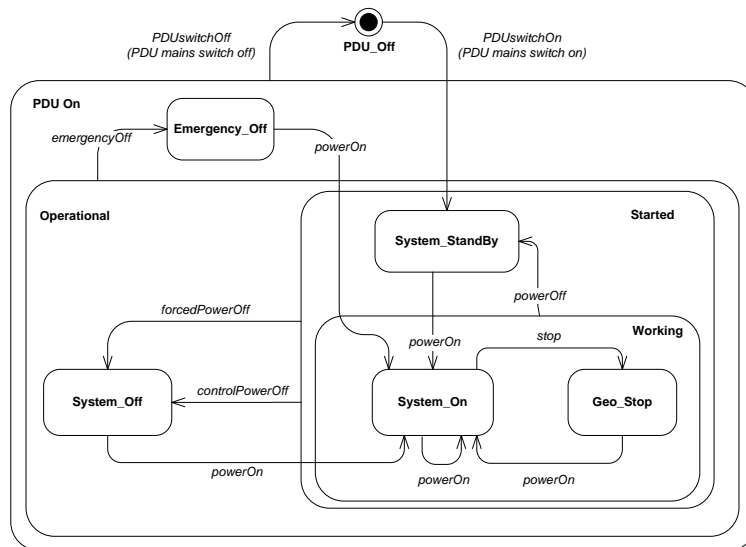 PDUswitchOff
(PDU mains switch off)
PDU_Off
PDUswitchOn
(PDU mains switch on)
PDU On
Emergency_Off
emergencyOff
powerOn
Operational
Started
System_StandBy
powerOff
forcedPowerOff
Working
powerOn
stop
controlPowerOff
System_Off
System_On
Geo_Stop
powerOn
powerOn
powerOn